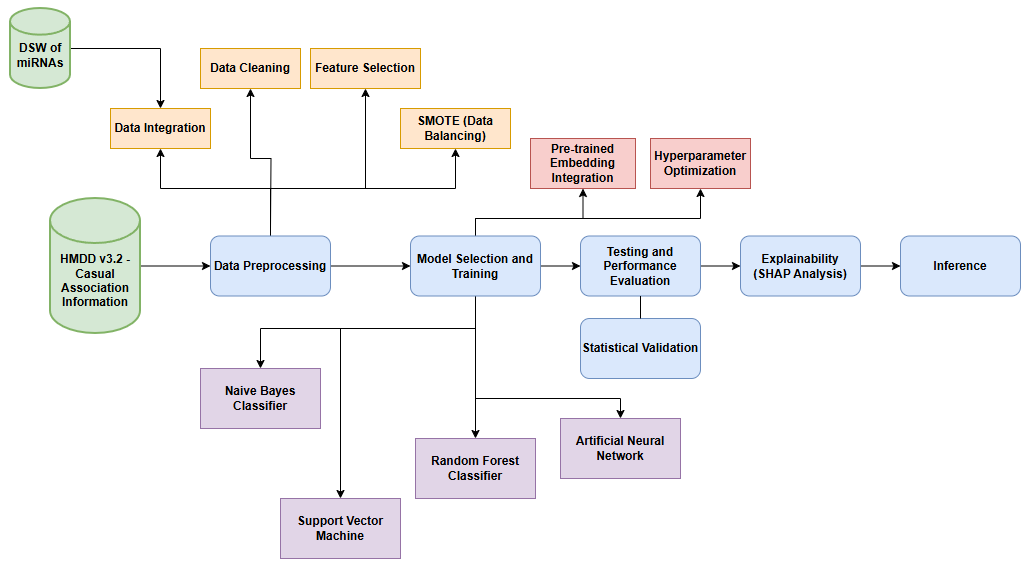 DSW of
miRNAs
Data Cleaning
Feature Selection
Data Integration
SMOTE (Data
Balancing)
Pre-trained
Embedding
Integration
Hyperparameter
Optimization
HMDD v3.2 -
Casual
Association
Information
Data Preprocessing
Model Selection and
Training
Testing and
Performance
Evaluation
Explainability
(SHAP Analysis)
Inference
Statistical Validation
Naive Bayes
Classifier
Random Forest
Classifier
Artificial Neural
Network
Support Vector
Machine